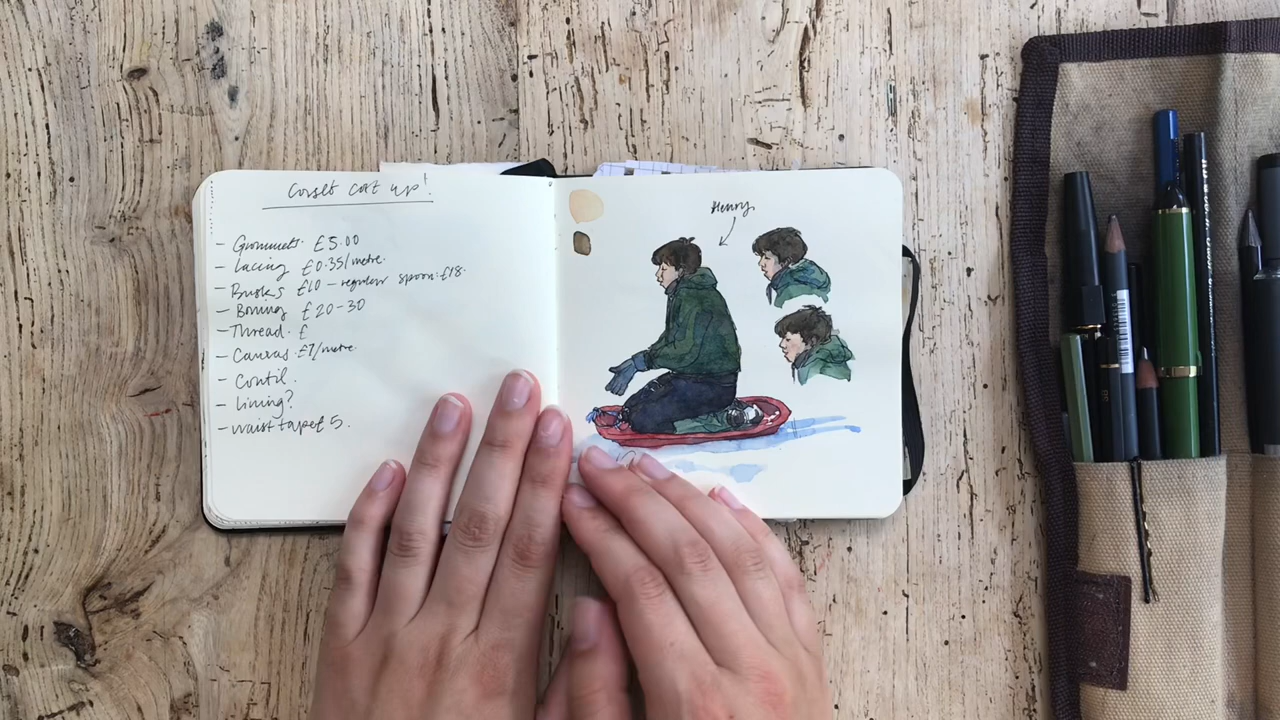 Corset cost up!
- Grommets. £5.00
- Lacing £0.35/metre.
- Busks £10 - regular spoon: £18.
- Boning £20-30
- Thread. £
- Canvas. £7/metre
- Coutil.
- lining?
- waist tape £5.
Henry